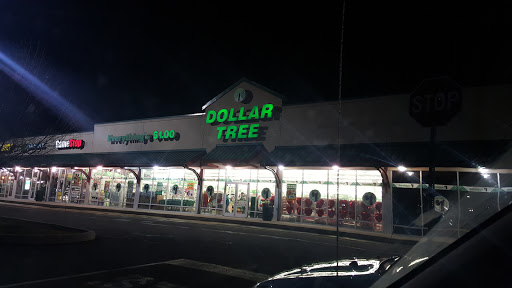 GameStop
Everything's $1.00
DOLLAR
TREE
STOP